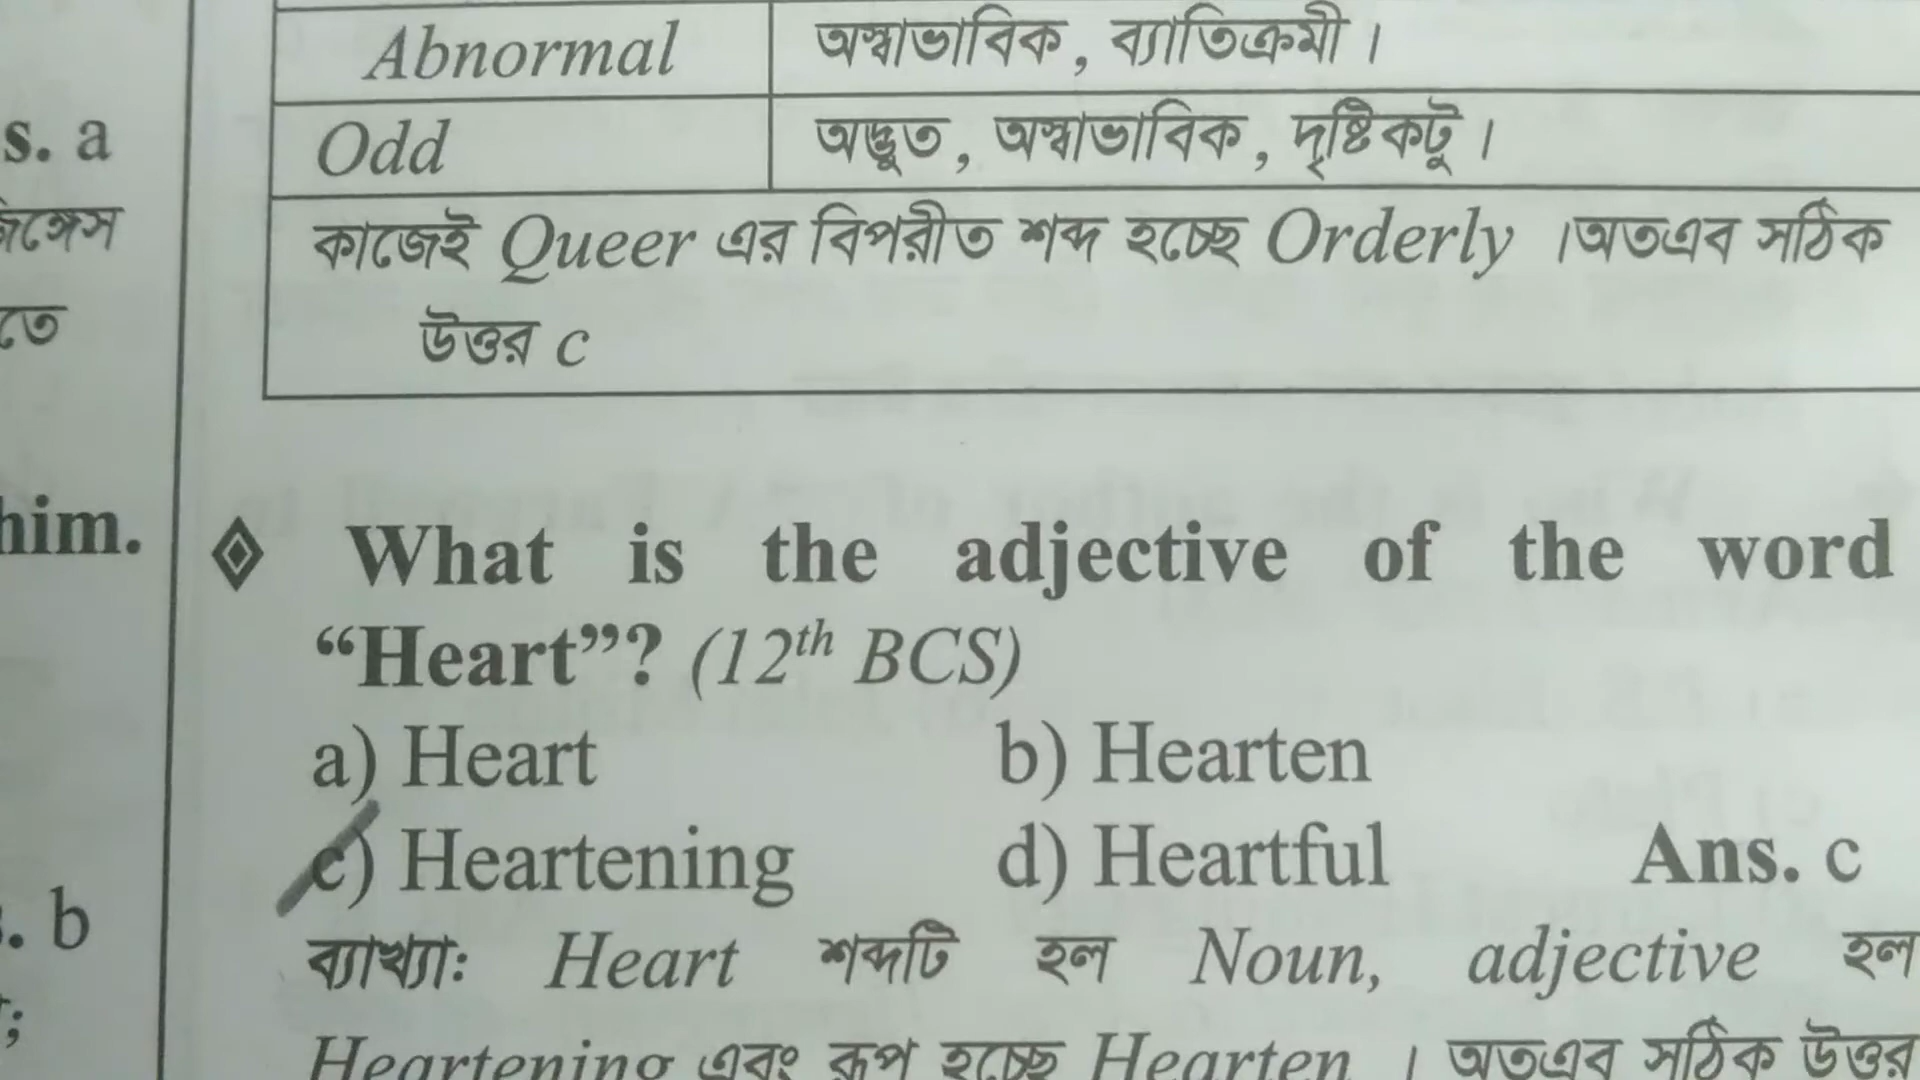 s. a
তে
him.
. b
;
Abnormal অস্বাভাবিক, ব্যাতিক্রমী।
Odd অদ্ভুত, অস্বাভাবিক, দৃষ্টিকটু।
কাজেই Queer এর বিপরীত শব্দ হচ্ছে Orderly ।অতএব সঠিক
উত্তর c
What is the adjective of the word
“Heart”? (12th BCS)
a) Heart b) Hearten
c) Heartening d) Heartful Ans. c
ব্যাখ্যাঃ Heart শব্দটি হল Noun, adjective হল
Heartening এবং রূপ হচ্ছে Hearten । অতএব সঠিক উত্তর